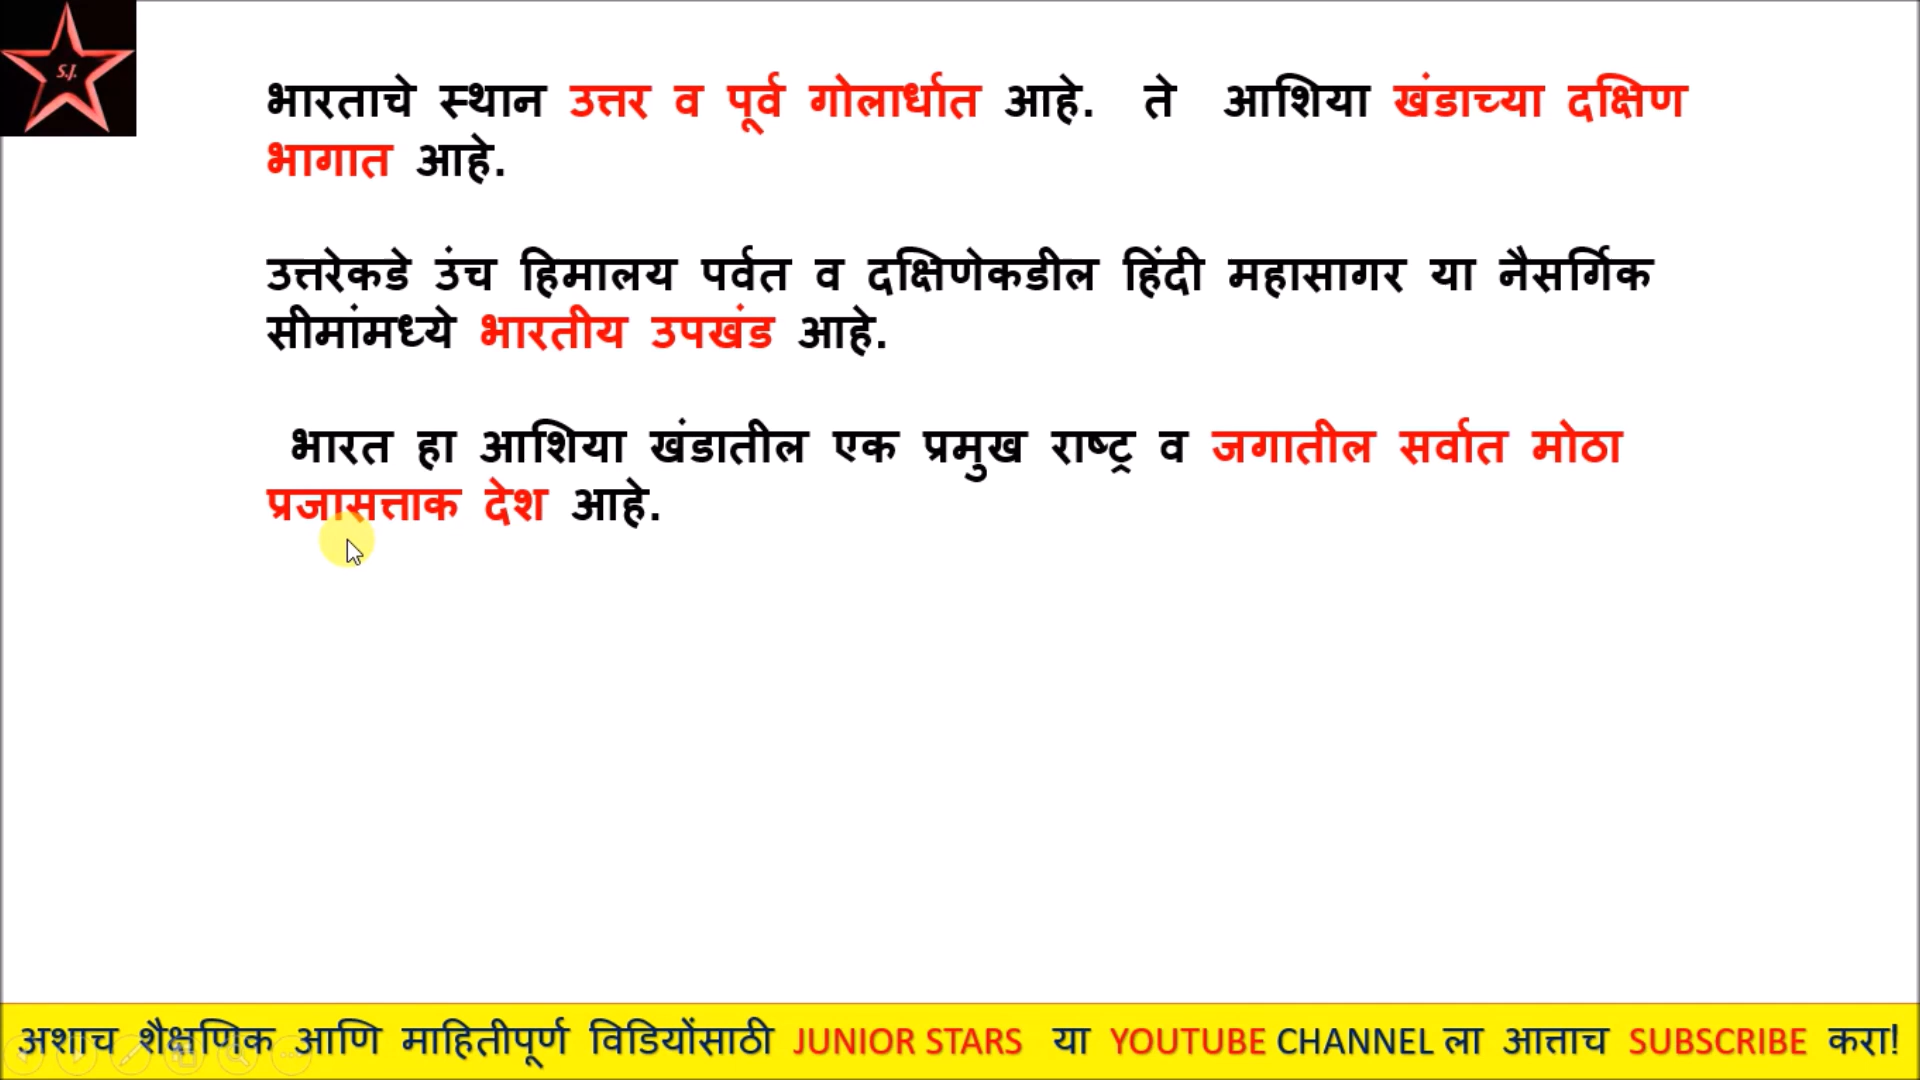 S.J.
भारताचे स्थान उत्तर व पूर्व गोलार्धात आहे. ते आशिया खंडाच्या दक्षिण
भागात आहे.
उत्तरेकडे उंच हिमालय पर्वत व दक्षिणेकडील हिंदी महासागर या नैसर्गिक
सीमांमध्ये भारतीय उपखंड आहे.
भारत हा आशिया खंडातील एक प्रमुख राष्ट्र व जगातील सर्वात मोठा
प्रजासत्ताक देश आहे.
अशाच शैक्षणिक आणि माहितीपूर्ण विडियोंसाठी JUNIOR STARS या YOUTUBE CHANNEL ला आत्ताच SUBSCRIBE करा!